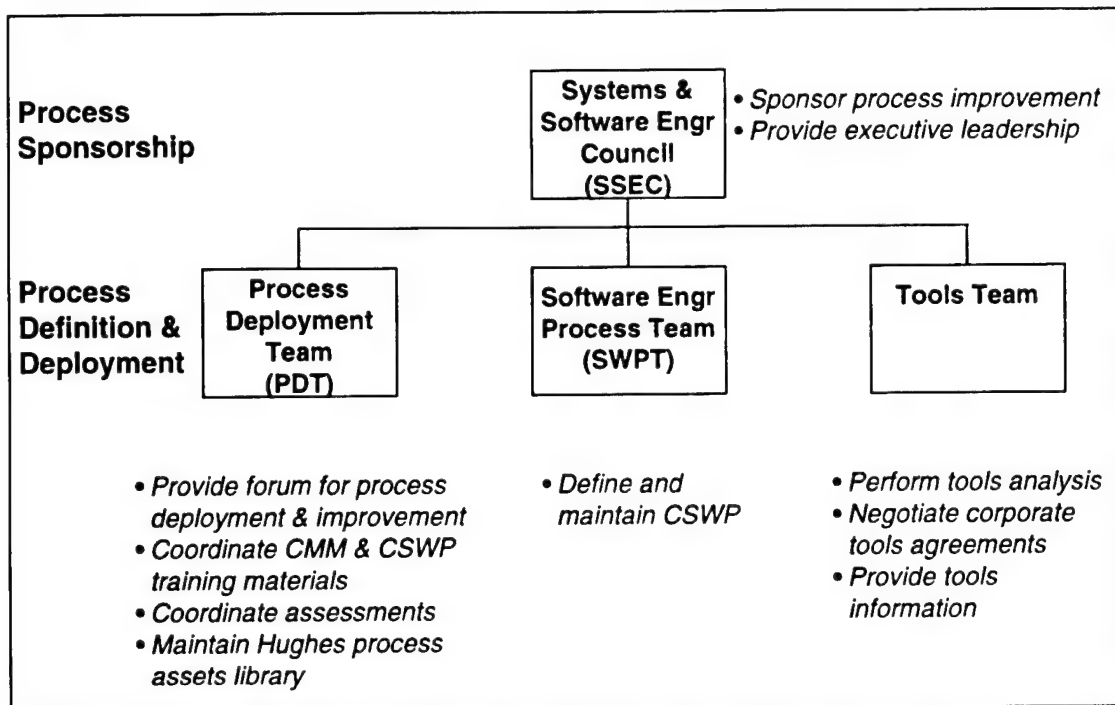 Process
Sponsorship
Systems &
Software Engr
Council
(SSEC)
• Sponsor process improvement
• Provide executive leadership
Process
Definition &
Deployment
Process
Deployment
Team
(PDT)
Software Engr
Process Team
(SWPT)
Tools Team
• Provide forum for process
deployment & improvement
• Coordinate CMM & CSWP
training materials
• Coordinate assessments
• Maintain Hughes process
assets library
• Define and
maintain CSWP
• Perform tools analysis
• Negotiate corporate
tools agreements
• Provide tools
information